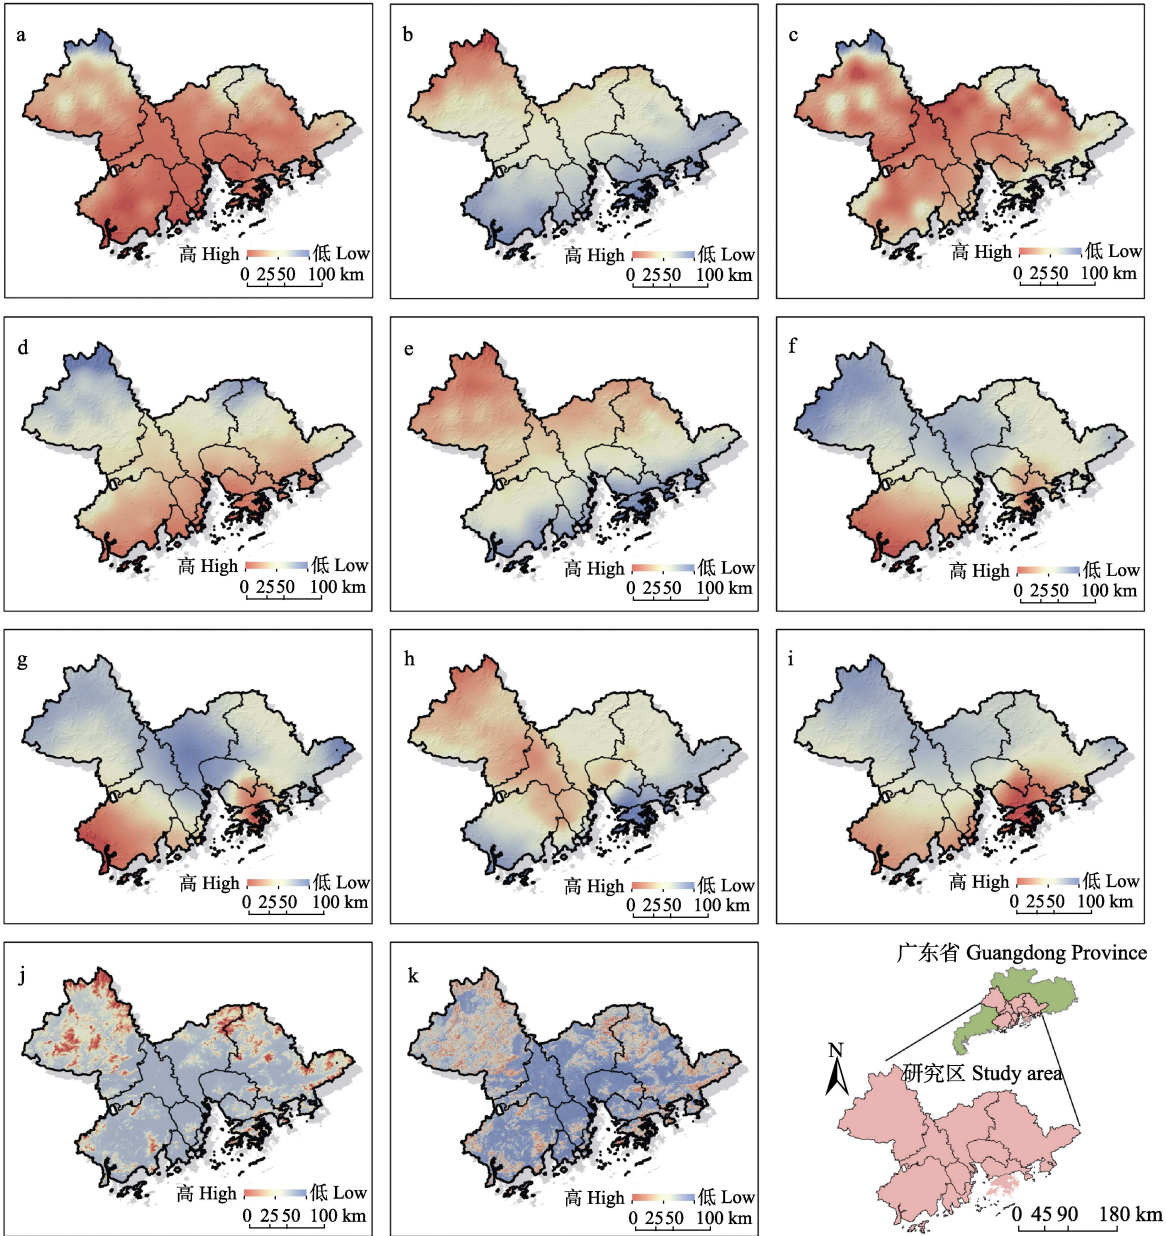 a
高 High 低 Low
0 25 50 100 km
b
高 High 低 Low
0 25 50 100 km
c
高 High 低 Low
0 25 50 100 km
d
高 High 低 Low
0 25 50 100 km
e
高 High 低 Low
0 25 50 100 km
f
高 High 低 Low
0 25 50 100 km
g
高 High 低 Low
0 25 50 100 km
h
高 High 低 Low
0 25 50 100 km
i
高 High 低 Low
0 25 50 100 km
j
高 High 低 Low
0 25 50 100 km
k
高 High 低 Low
0 25 50 100 km
广东省 Guangdong Province
N
研究区 Study area
0 45 90 180 km